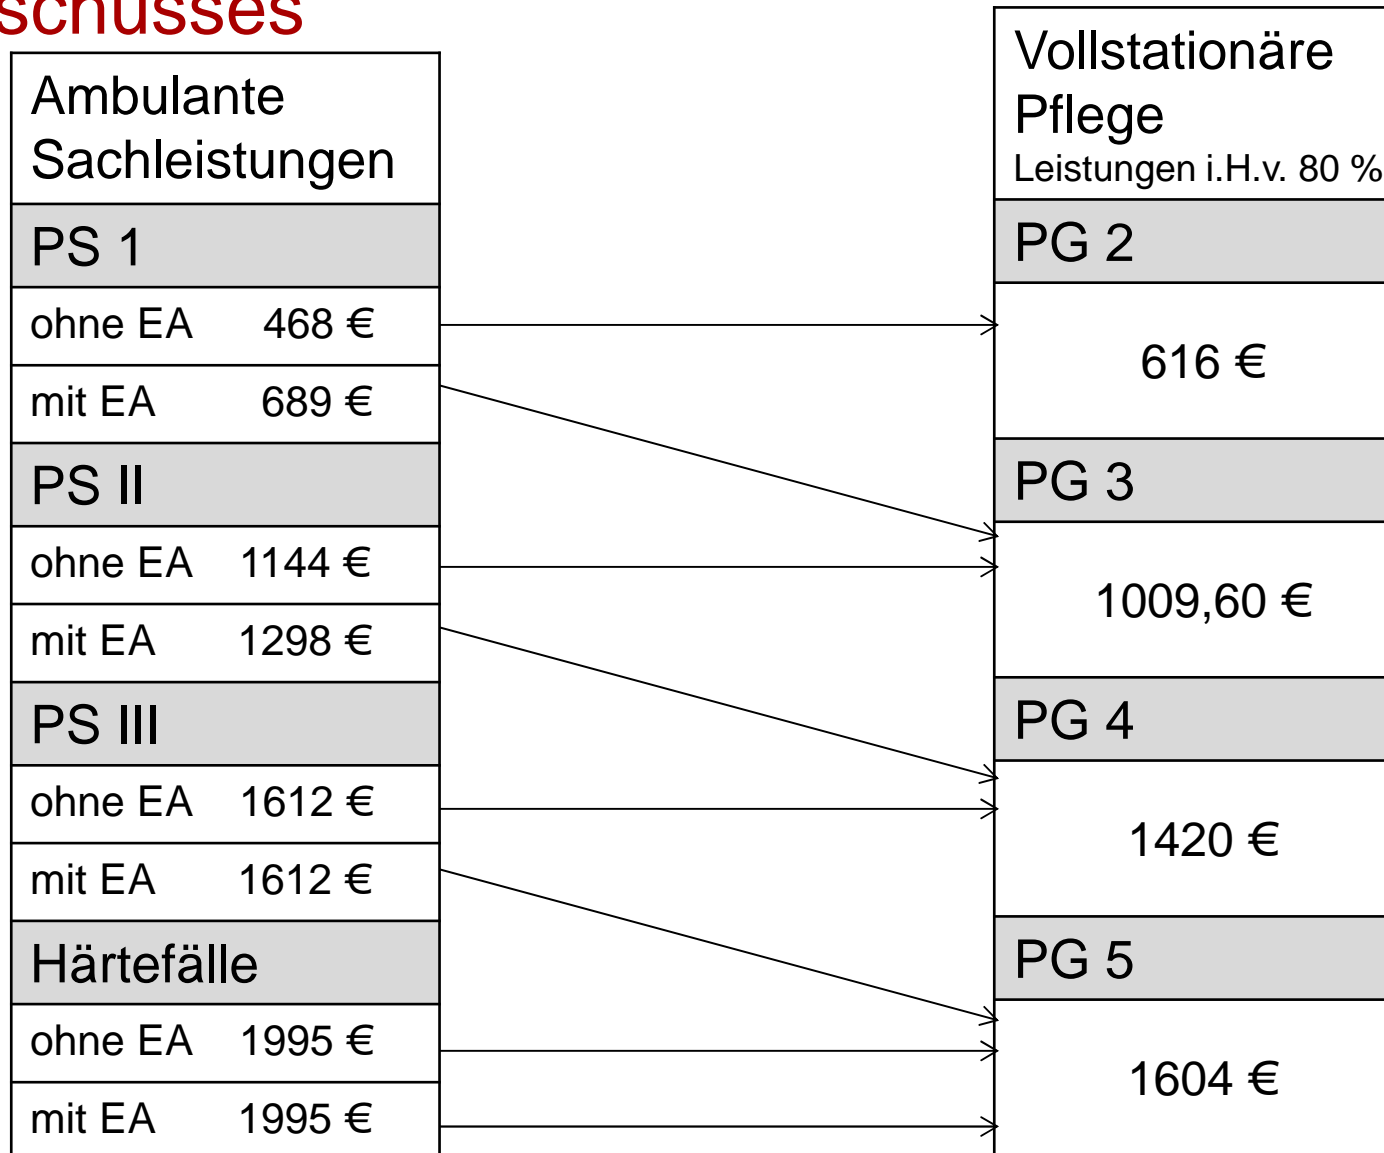 Ambulante
Sachleistungen
PS 1
ohne EA 468 €
mit EA 689 €
PS II
ohne EA 1144 €
mit EA 1298 €
PS III
ohne EA 1612 €
mit EA 1612 €
Härtefälle
ohne EA 1995 €
mit EA 1995 €
Vollstationäre
Pflege
Leistungen i.H.v. 80 %
PG 2
616 €
PG 3
1009,60 €
PG 4
1420 €
PG 5
1604 €